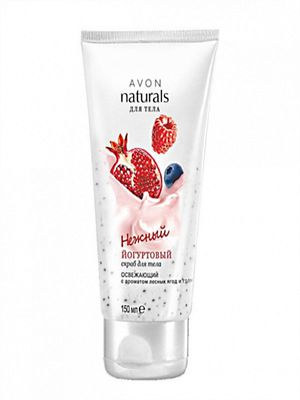 AVON
naturals
ДЛЯ ТЕЛА
Нежный
ЙОГУРТОВЫЙ
скраб для тела
ОСВЕЖАЮЩИЙ
с ароматом лесных ягод и
150 мл e